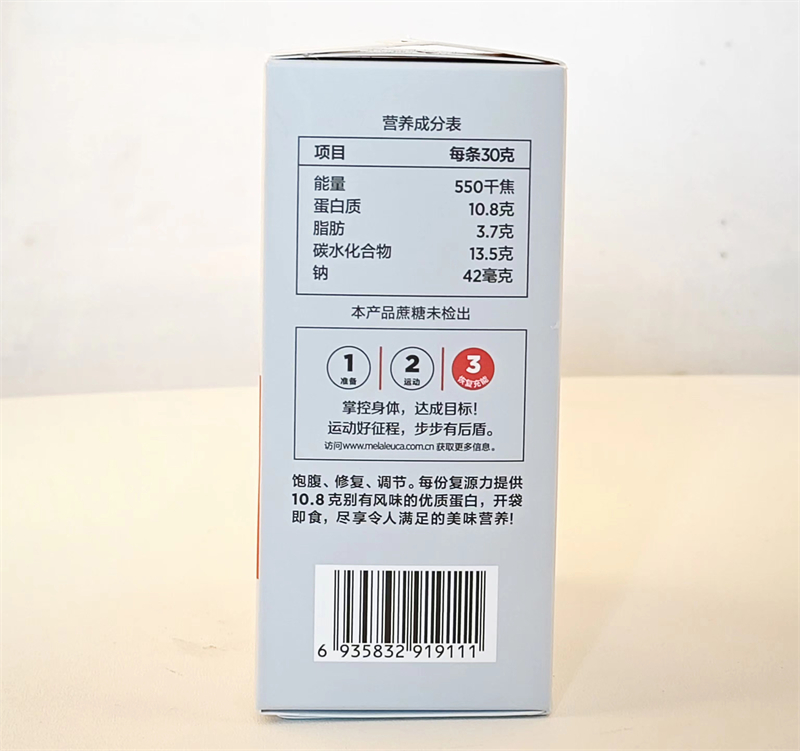 营养成分表
项目 每条30克
能量 550千焦
蛋白质 10.8克
脂肪 3.7克
碳水化合物 13.5克
钠 42毫克
本产品蔗糖未检出
1 2 3
准备 运动 恢复充能
掌控身体，达成目标!
运动好征程，步步有后盾。
访问www.melaleuca.com.cn 获取更多信息。
饱腹、修复、调节。每份复源力提供
10.8克别有风味的优质蛋白，开袋
即食，尽享令人满足的美味营养!
6 935832 919111